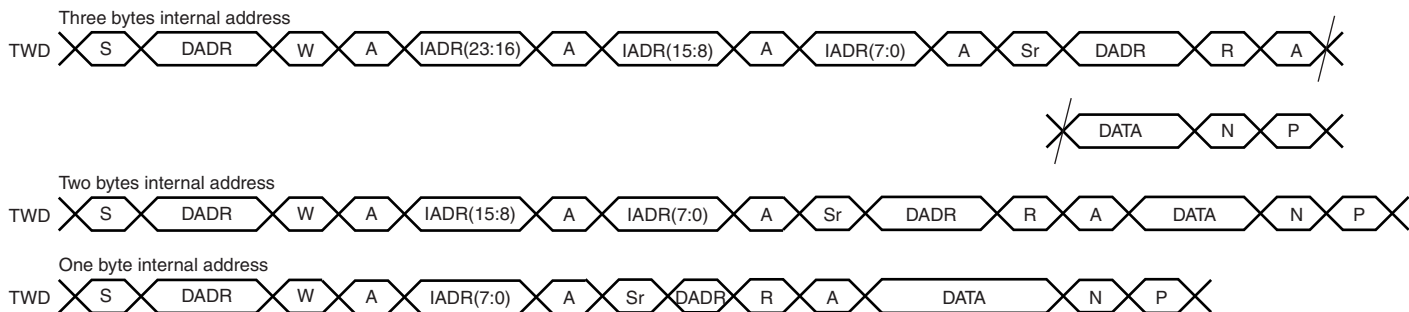 Three bytes internal address
TWD S DADR W A IADR(23:16) A IADR(15:8) A IADR(7:0) A Sr DADR R A
DATA N P
Two bytes internal address
TWD S DADR W A IADR(15:8) A IADR(7:0) A Sr DADR R A DATA N P
One byte internal address
TWD S DADR W A IADR(7:0) A Sr DADR R A DATA N P